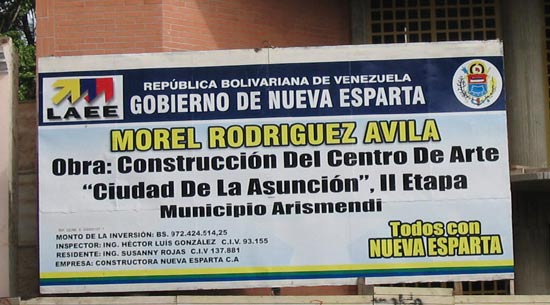 LAEE
REPÚBLICA BOLIVARIANA DE VENEZUELA
GOBIERNO DE NUEVA ESPARTA
MOREL RODRIGUEZ AVILA
Obra: Construcción Del Centro De Arte
"Ciudad De La Asunción", II Etapa
Municipio Arismendi
MONTO DE LA INVERSIÓN: BS. 972.424.514,25
INSPECTOR: ING. HÉCTOR LUÍS GONZÁLEZ C.I.V. 93.155
RESIDENTE: ING. SUSANNY ROJAS C.I.V 137.881
EMPRESA: CONSTRUCTORA NUEVA ESPARTA C.A
Todos con
NUEVA ESPARTA